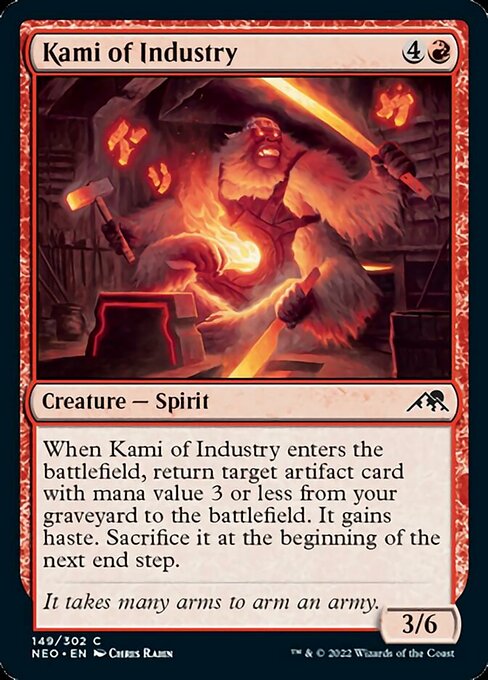 Kami of Industry 4
Creature — Spirit
When Kami of Industry enters the
battlefield, return target artifact card
with mana value 3 or less from your
graveyard to the battlefield. It gains
haste. Sacrifice it at the beginning of the
next end step.
It takes many arms to arm an army.
3/6
149/302 C
NEO • EN Chris Rahn
™ & © 2022 Wizards of the Coast